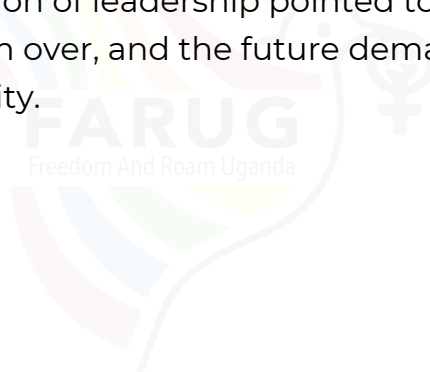 on of leadership pointed to
over, and the future dema
ity.
FARUG
Freedom And Roam Uganda